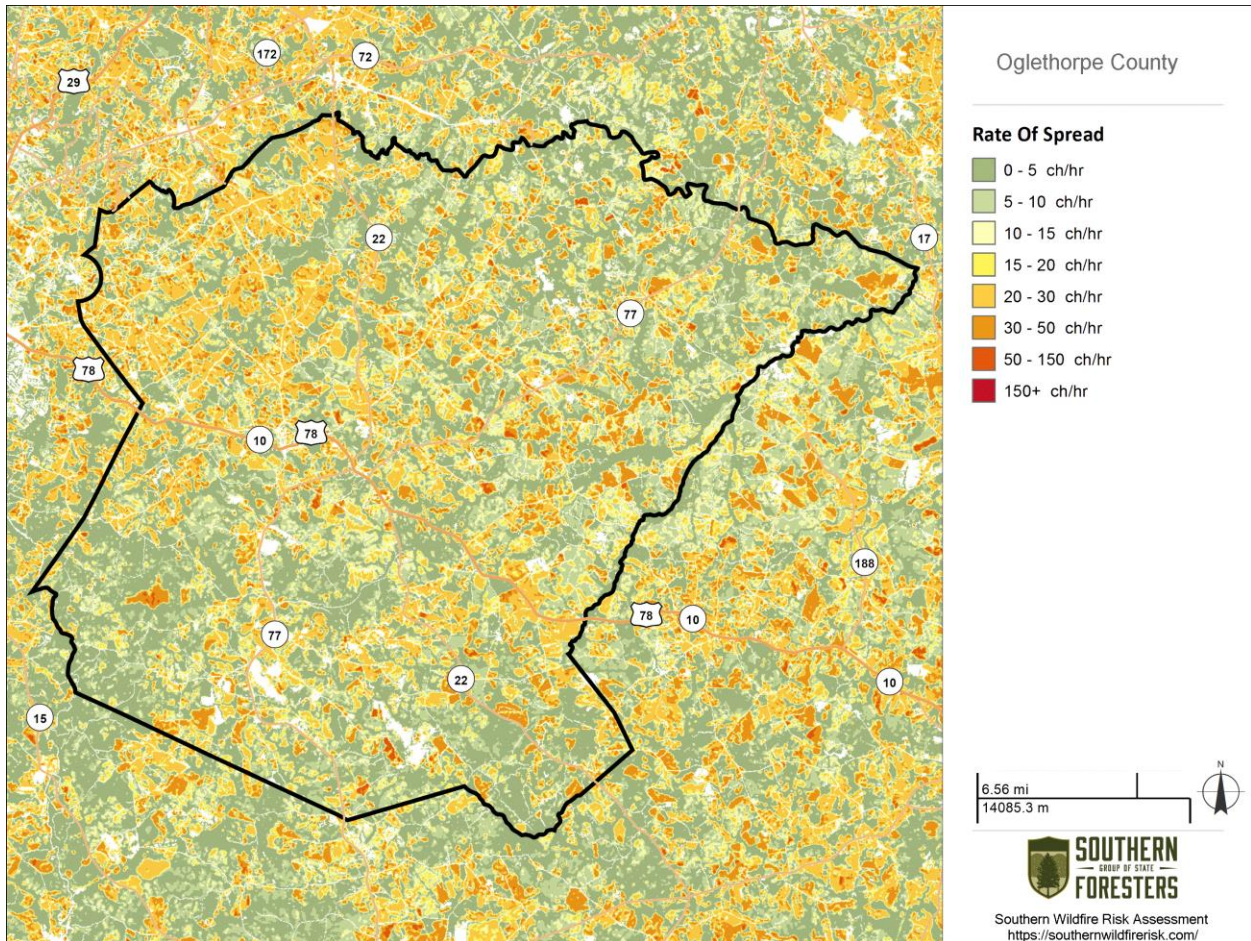 172
72
29
22
17
77
78
10
78
188
77
78
10
22
10
15
Oglethorpe County
Rate Of Spread
0 - 5 ch/hr
5 - 10 ch/hr
10 - 15 ch/hr
15 - 20 ch/hr
20 - 30 ch/hr
30 - 50 ch/hr
50 - 150 ch/hr
150+ ch/hr
6.56 mi
14085.3 m
N
SOUTHERN
GROUP OF STATE
FORESTERS
Southern Wildfire Risk Assessment
https://southernwildfirerisk.com/